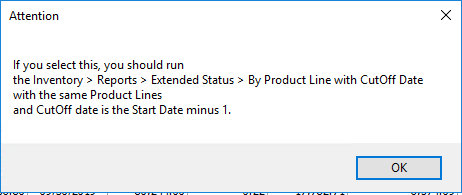 Attention
If you select this, you should run
the Inventory > Reports > Extended Status > By Product Line with CutOff Date
with the same Product Lines
and CutOff date is the Start Date minus 1.
OK